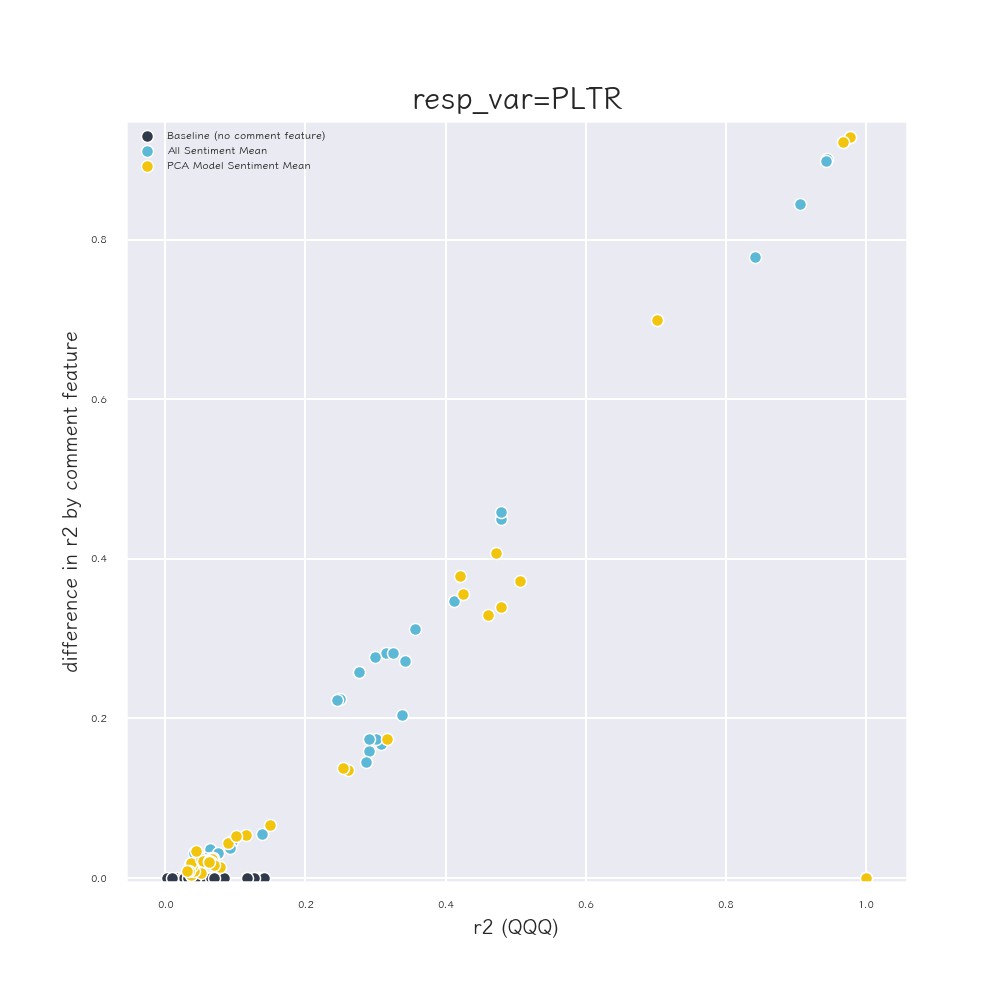 resp_var=PLTR
Baseline (no comment feature)
All Sentiment Mean
PCA Model Sentiment Mean
difference in r2 by comment feature
0.8
0.6
0.4
0.2
0.0
0.0 0.2 0.4 0.6 0.8 1.0
r2 (QQQ)